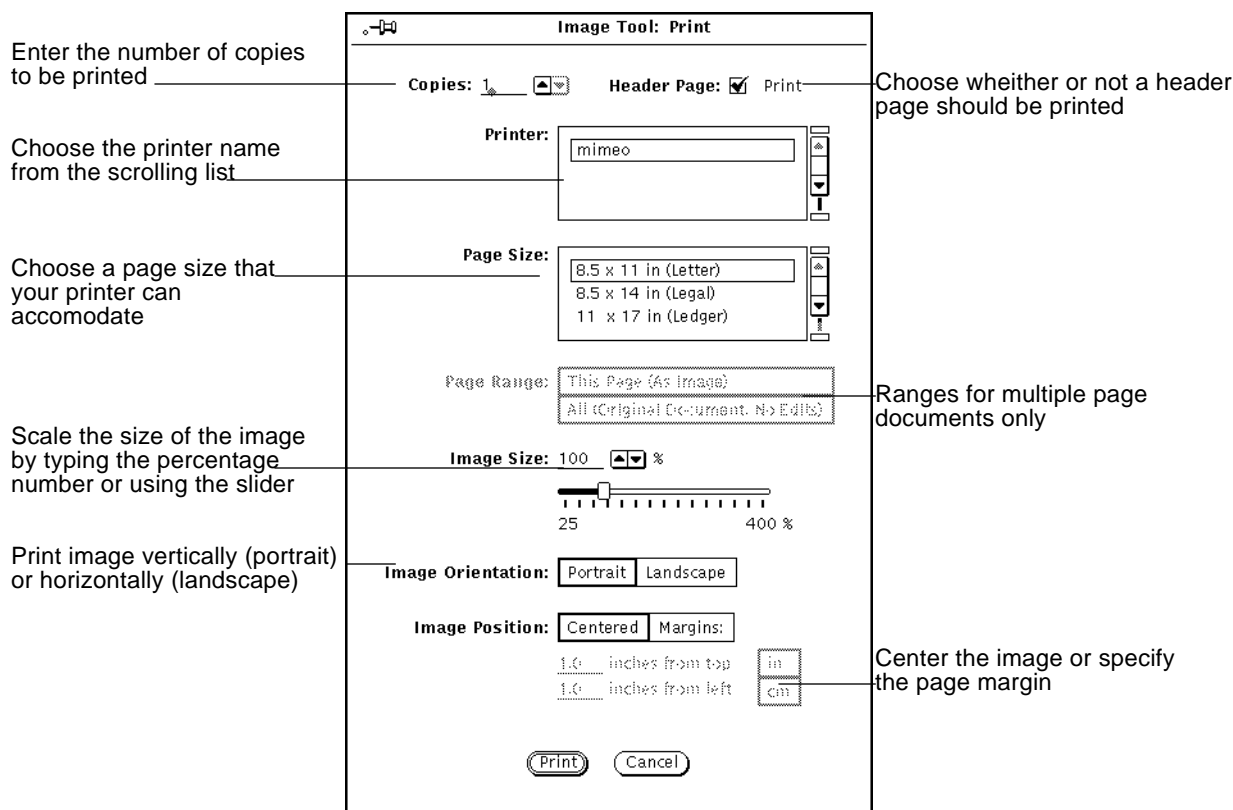 Image Tool: Print
Enter the number of copies
to be printed
Copies: 1
Header Page: Print
Choose wheither or not a header
page should be printed
Printer:
mimeo
Choose the printer name
from the scrolling list
Page Size:
8.5 x 11 in (Letter)
8.5 x 14 in (Legal)
11 x 17 in (Ledger)
Choose a page size that
your printer can
accomodate
Page Range:
This Page (As Image)
All (Original Document, No Edits)
Ranges for multiple page
documents only
Scale the size of the image
by typing the percentage
number or using the slider
Image Size: 100 %
25 400 %
Print image vertically (portrait)
or horizontally (landscape)
Image Orientation: Portrait Landscape
Image Position: Centered Margins:
1.0 inches from top in
1.0 inches from left cm
Center the image or specify
the page margin
Print Cancel